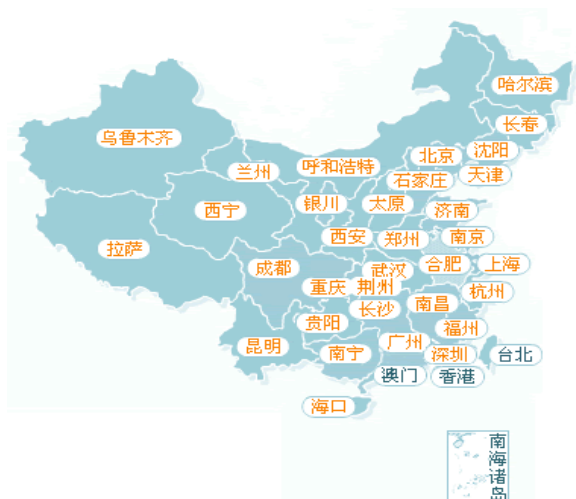 哈尔滨
长春
乌鲁木齐
沈阳
北京
呼和浩特
兰州
天津
石家庄
银川
太原
西宁
济南
西安
郑州
南京
拉萨
成都
武汉
合肥
上海
重庆
荆州
杭州
长沙
南昌
贵阳
福州
昆明
南宁
广州
深圳
台北
澳门
香港
海口
南海诸岛